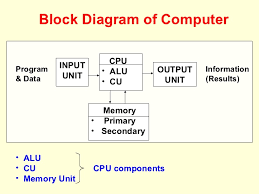 Block Diagram of Computer
Program
& Data
INPUT
UNIT
CPU
• ALU
• CU
OUTPUT
UNIT
Information
(Results)
Memory
• Primary
• Secondary
• ALU
• CU
• Memory Unit
CPU components